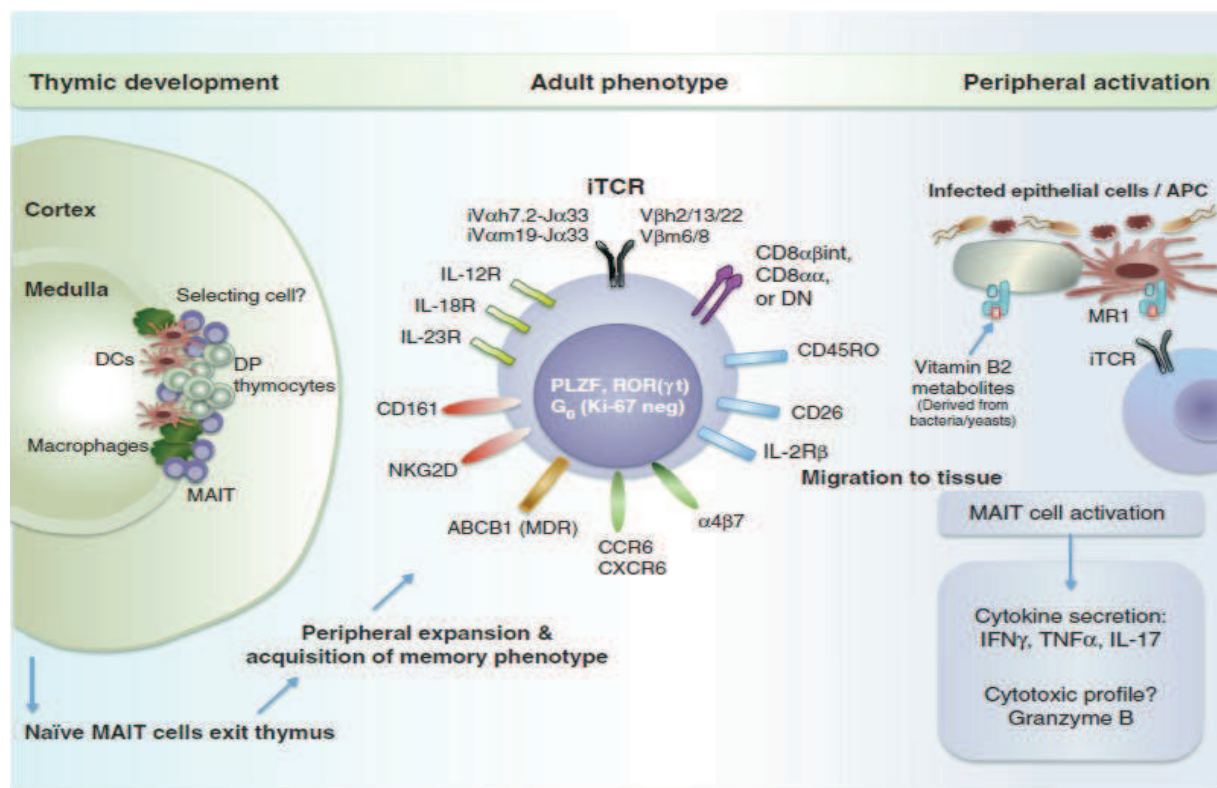 Thymic development
Adult phenotype
Peripheral activation
Cortex
Medulla
Selecting cell?
DCs
DP
thymocytes
Macrophages
MAIT
Naïve MAIT cells exit thymus
Peripheral expansion &
acquisition of memory phenotype
iTCR
iVαh7.2-Jα33
iVαm19-Jα33
Vβh2/13/22
Vβm6/8
IL-12R
IL-18R
IL-23R
CD161
NKG2D
ABCB1 (MDR)
CCR6
CXCR6
α4β7
IL-2Rβ
CD26
CD45RO
CD8αβint,
CD8αα,
or DN
PLZF, ROR(γt)
G₀ (Ki-67 neg)
Migration to tissue
Infected epithelial cells / APC
MR1
iTCR
Vitamin B2
metabolites
(Derived from
bacteria/yeasts)
MAIT cell activation
Cytokine secretion:
IFNγ, TNFα, IL-17
Cytotoxic profile?
Granzyme B